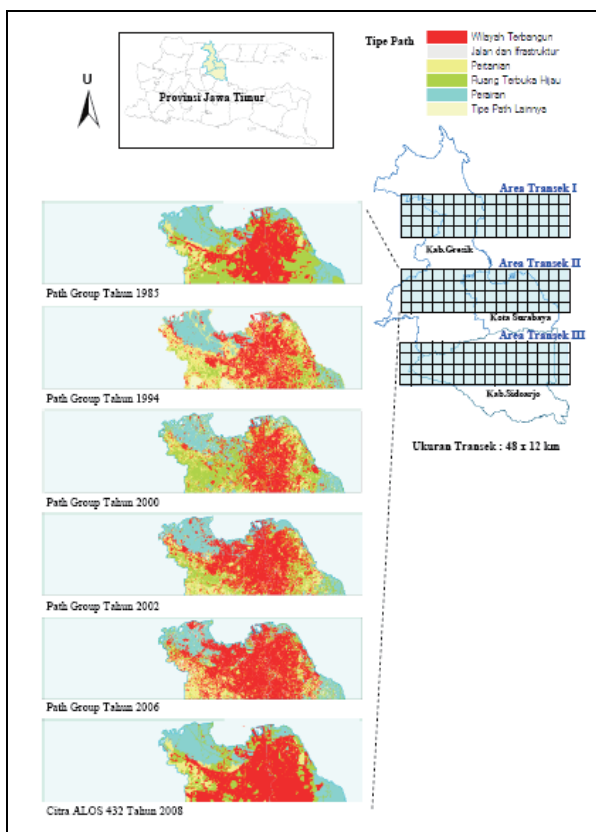 Tipe Path
Wilayah Terbangun
Jalan dan Ifrastruktur
Pertanian
Ruang Terbuka Hijau
Perairan
Tipe Path Lainnya
U
Provinsi Jawa Timur
Area Transek I
Kab.Gresik
Area Transek II
Kota Surabaya
Area Transek III
Kab.Sidoarjo
Ukuran Transek : 48 x 12 km
Path Group Tahun 1985
Path Group Tahun 1994
Path Group Tahun 2000
Path Group Tahun 2002
Path Group Tahun 2006
Citra ALOS 432 Tahun 2008